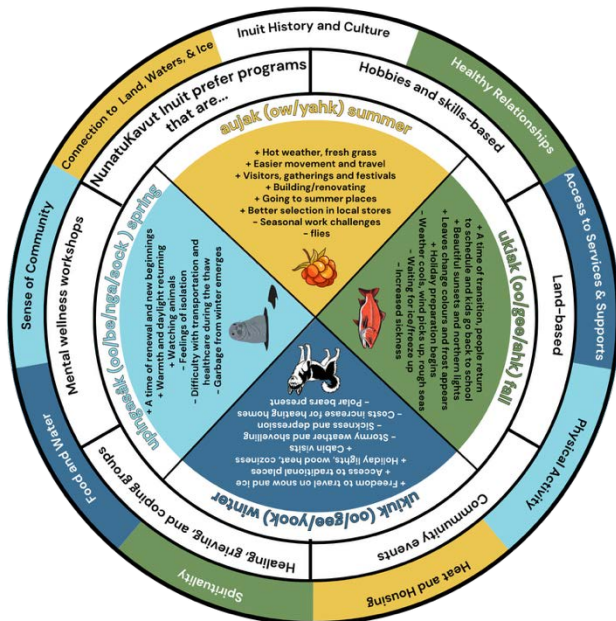 Inuit History and Culture
Healthy Relationships
Access to Services & Supports
Physical Activity
Heat and Housing
Spirituality
Food and Water
Sense of Community
Connection to Land, Waters, & Ice
NunatuKavut Inuit prefer programs
that are...
Hobbies and skills-based
Land-based
Community events
Healing, grieving, and coping groups
Mental wellness workshops
aujak (ow/yahk) summer
+ Hot weather, fresh grass
+ Easier movement and travel
+ Visitors, gatherings and festivals
+ Building/renovating
+ Going to summer places
+ Better selection in local stores
- Seasonal work challenges
- flies
ukiak (oo/gee/ahk) fall
+ A time of transition, people return
to schedule and kids go back to school
+ Beautiful sunsets and northern lights
+ Leaves change colours and frost appears
+ Holiday preparation begins
- Weather cools, wind picks up, rough seas
- Waiting for ice/freeze up
- Increased sickness
ukiuk (oo/gee/yook) winter
+ Freedom to travel on snow and ice
+ Access to traditional places
+ Holiday lights, wood heat, coziness
+ Cabin visits
- Stormy weather and shovelling
- Sickness and depression
- Costs increase for heating homes
- Polar bears present
upingasâk (oo/be/nga/sock ) spring
+ A time of renewal and new beginnings
+ Warmth and daylight returning
+ Watching animals
- Feelings of isolation
- Difficulty with transportation and
healthcare during the thaw
- Garbage from winter emerges